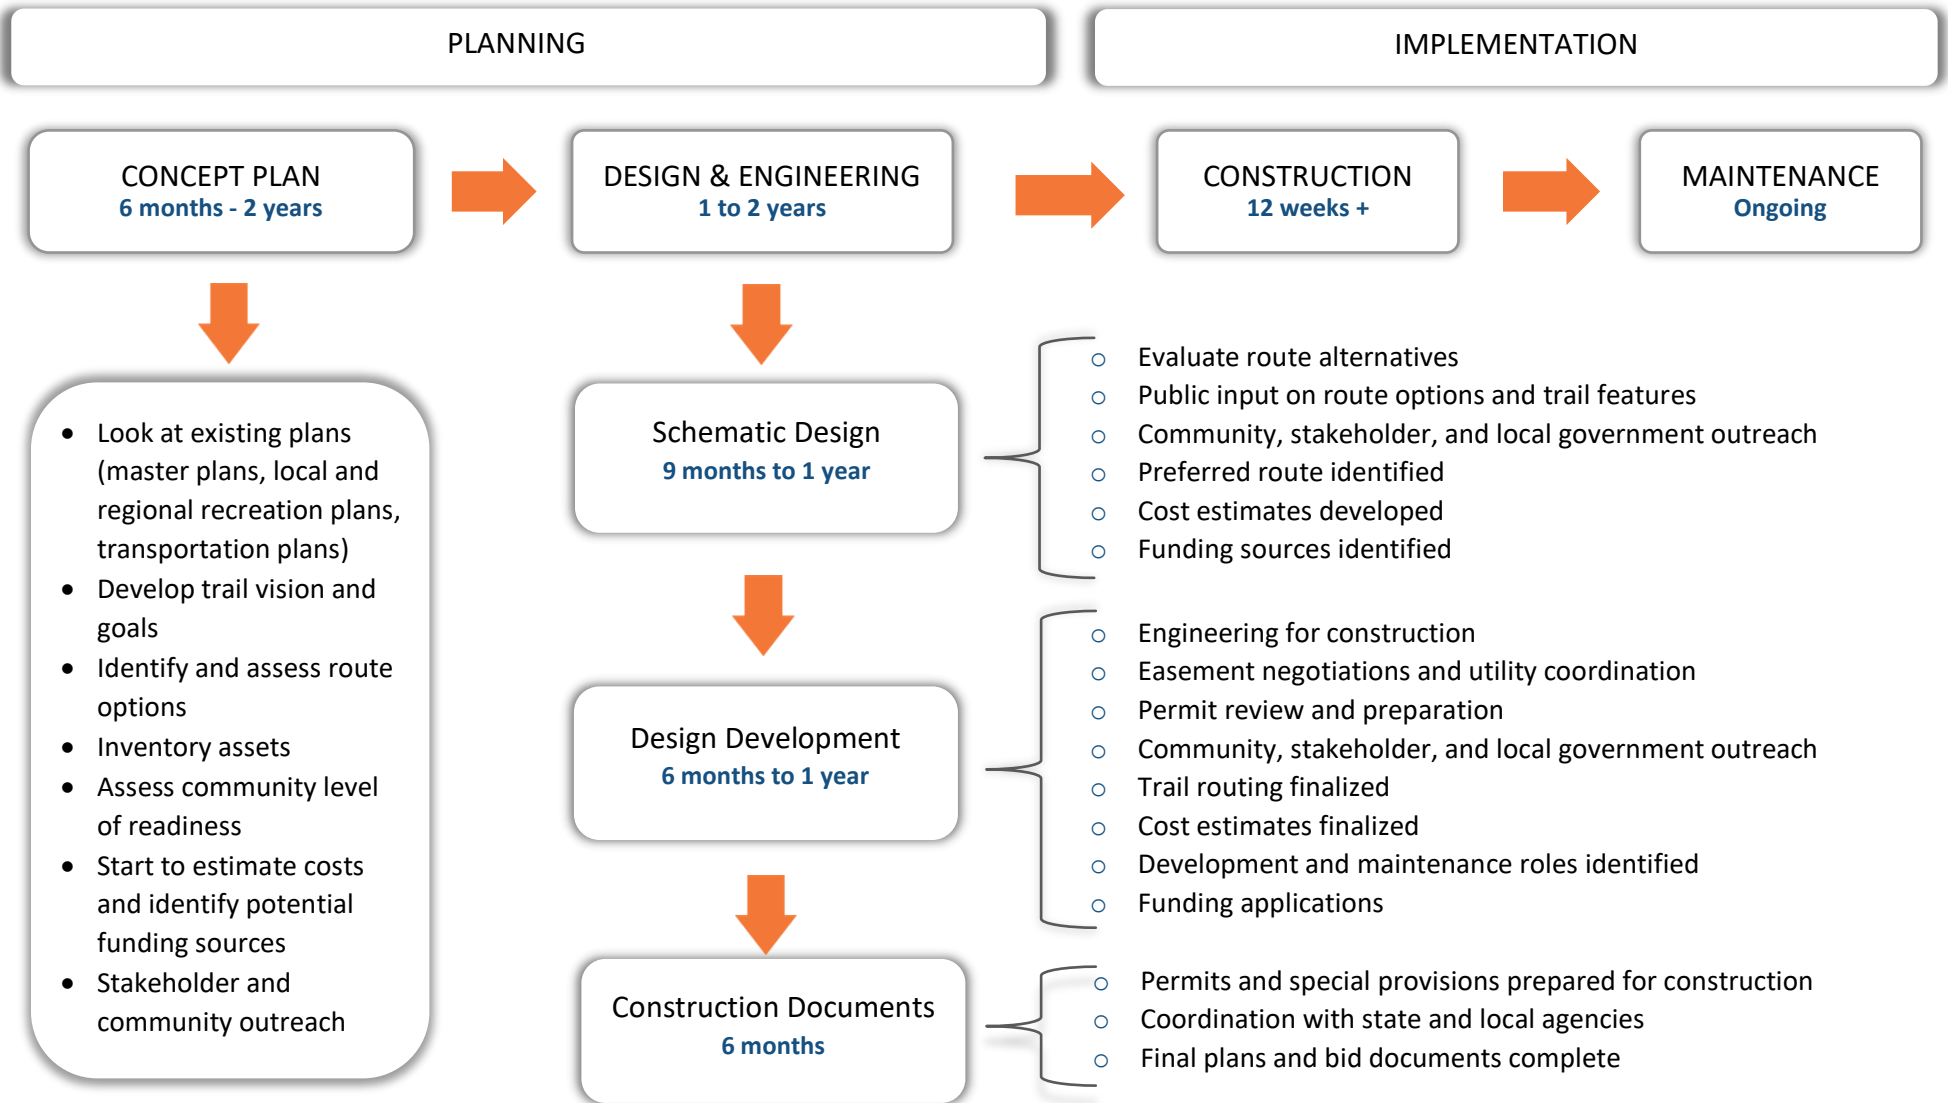 PLANNING
IMPLEMENTATION
CONCEPT PLAN
6 months - 2 years
DESIGN & ENGINEERING
1 to 2 years
CONSTRUCTION
12 weeks +
MAINTENANCE
Ongoing
• Look at existing plans
(master plans, local and
regional recreation plans,
transportation plans)
• Develop trail vision and
goals
• Identify and assess route
options
• Inventory assets
• Assess community level
of readiness
• Start to estimate costs
and identify potential
funding sources
• Stakeholder and
community outreach
Schematic Design
9 months to 1 year
o Evaluate route alternatives
o Public input on route options and trail features
o Community, stakeholder, and local government outreach
o Preferred route identified
o Cost estimates developed
o Funding sources identified
Design Development
6 months to 1 year
o Engineering for construction
o Easement negotiations and utility coordination
o Permit review and preparation
o Community, stakeholder, and local government outreach
o Trail routing finalized
o Cost estimates finalized
o Development and maintenance roles identified
o Funding applications
Construction Documents
6 months
o Permits and special provisions prepared for construction
o Coordination with state and local agencies
o Final plans and bid documents complete